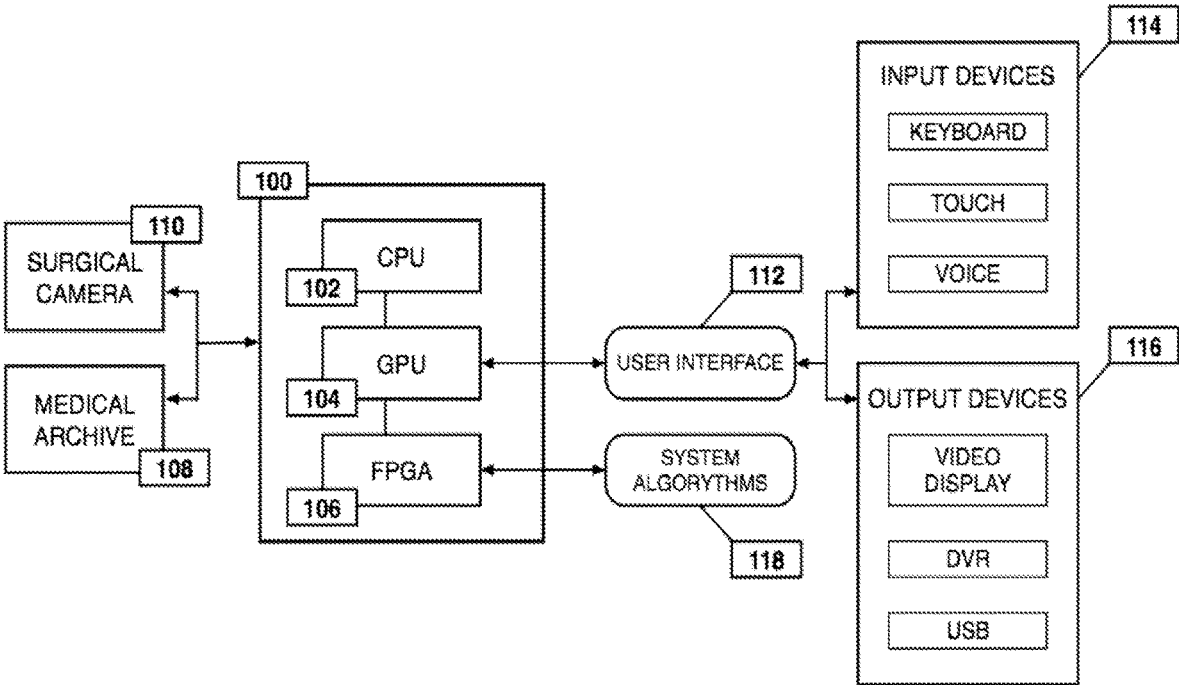 114
INPUT DEVICES
KEYBOARD
TOUCH
VOICE
100
110
SURGICAL
CAMERA
CPU
102
GPU
104
FPGA
106
MEDICAL
ARCHIVE
108
112
USER INTERFACE
SYSTEM
ALGORYTHMS
118
116
OUTPUT DEVICES
VIDEO
DISPLAY
DVR
USB